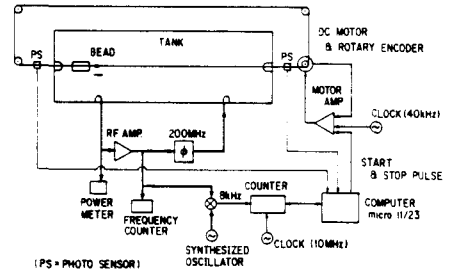 TANK
DC MOTOR
& ROTARY ENCODER
PS
BEAD
PS
MOTOR
AMP
CLOCK (40kHz)
RF AMP.
200MHz
Φ
START
& STOP PULSE
POWER
METER
FREQUENCY
COUNTER
8kHz
COUNTER
COMPUTER
micro 11/23
SYNTHESIZED
OSCILLATOR
CLOCK (10MHz)
(PS = PHOTO SENSOR)